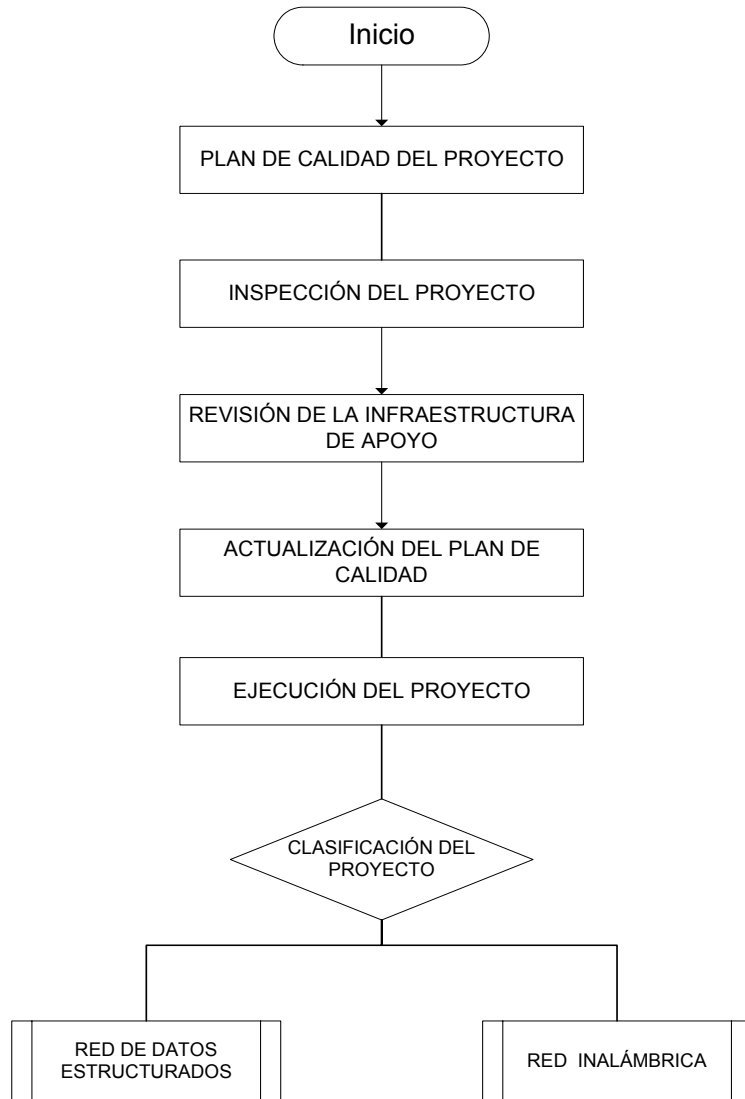 Inicio
PLAN DE CALIDAD DEL PROYECTO
INSPECCIÓN DEL PROYECTO
REVISIÓN DE LA INFRAESTRUCTURA
DE APOYO
ACTUALIZACIÓN DEL PLAN DE
CALIDAD
EJECUCIÓN DEL PROYECTO
CLASIFICACIÓN DEL
PROYECTO
RED DE DATOS
ESTRUCTURADOS
RED INALÁMBRICA